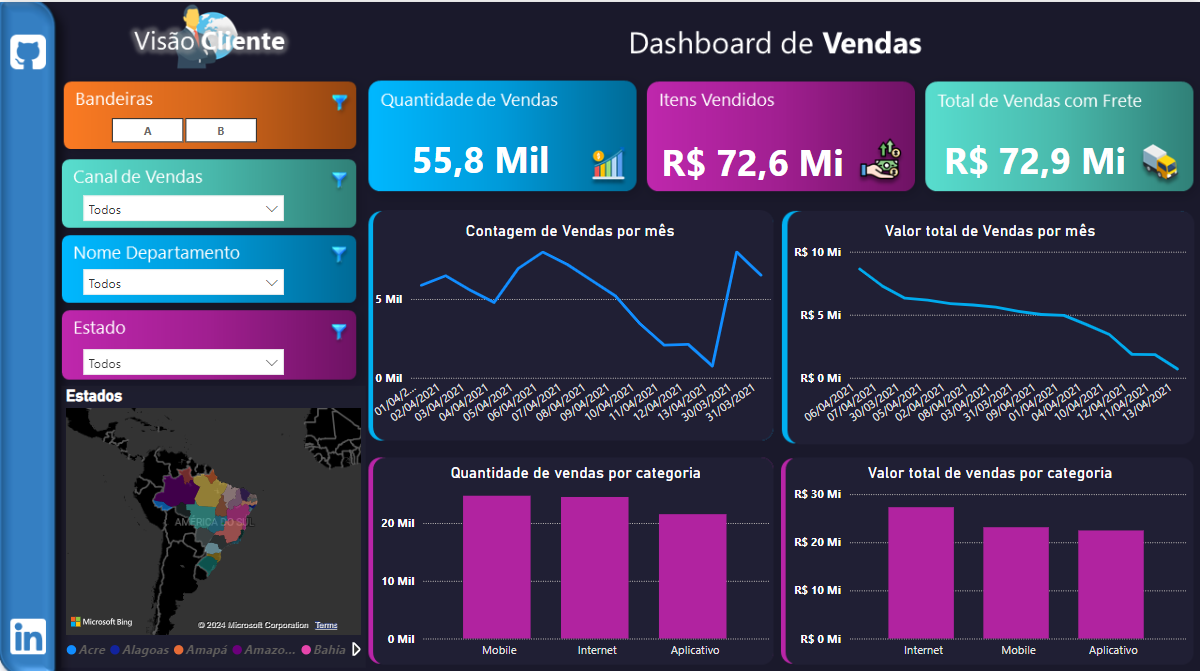 Visão Cliente
Dashboard de Vendas
Bandeiras
A
B
Canal de Vendas
Todos
Nome Departamento
Todos
Estado
Todos
Estados
AMÉRICA DO SUL
Microsoft Bing
© 2024 Microsoft Corporation Terms
Acre Alagoas Amapá Amazo... Bahia
Quantidade de Vendas
55,8 Mil
Itens Vendidos
R$ 72,6 Mi
Total de Vendas com Frete
R$ 72,9 Mi
Contagem de Vendas por mês
5 Mil
0 Mil
01/04/2...
02/04/2021
03/04/2021
04/04/2021
05/04/2021
06/04/2021
07/04/2021
08/04/2021
09/04/2021
10/04/2021
11/04/2021
12/04/2021
13/04/2021
30/03/2021
31/03/2021
Valor total de Vendas por mês
R$ 10 Mi
R$ 5 Mi
R$ 0 Mi
06/04/2021
07/04/2021
30/03/2021
05/04/2021
02/04/2021
08/04/2021
03/04/2021
31/03/2021
09/04/2021
01/04/2021
04/04/2021
10/04/2021
12/04/2021
11/04/2021
13/04/2021
Quantidade de vendas por categoria
20 Mil
10 Mil
0 Mil
Mobile
Internet
Aplicativo
Valor total de vendas por categoria
R$ 30 Mi
R$ 20 Mi
R$ 10 Mi
R$ 0 Mi
Internet
Mobile
Aplicativo
in